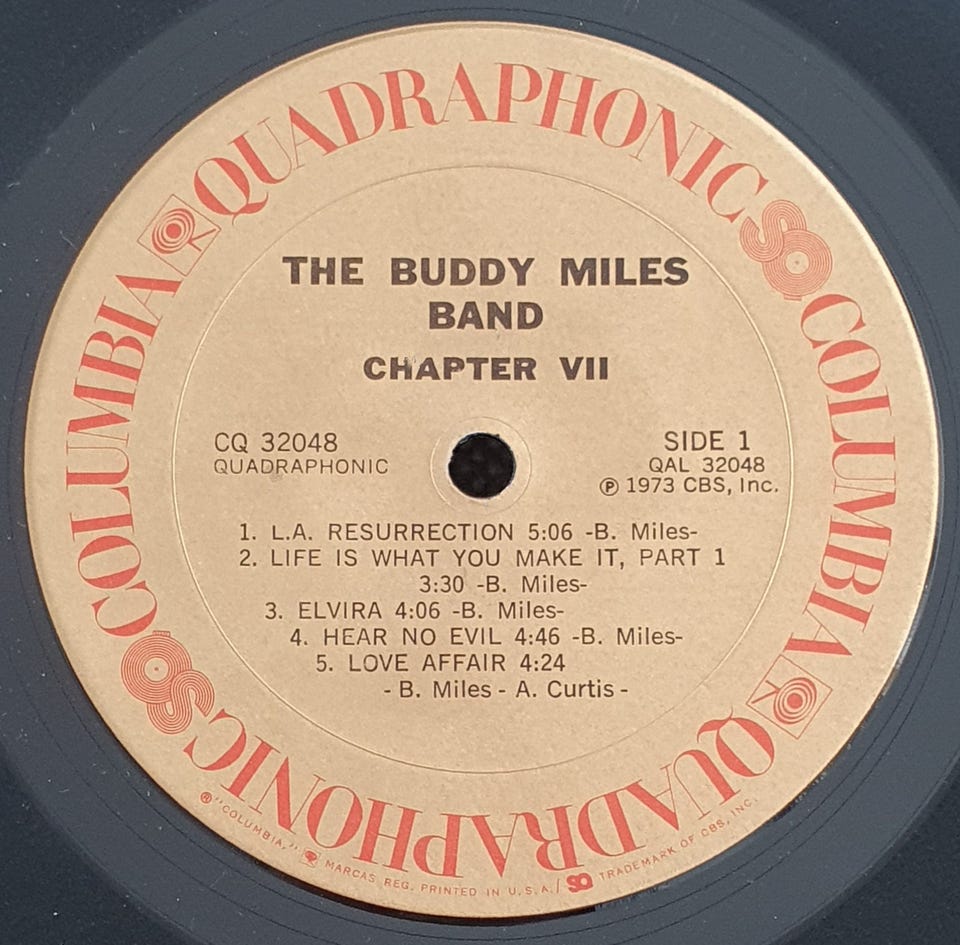 QUADRAPHONIC SQ COLUMBIA QUADRAPHONIC SQ COLUMBIA
THE BUDDY MILES
BAND
CHAPTER VII
CQ 32048
QUADRAPHONIC
SIDE 1
QAL 32048
℗ 1973 CBS, Inc.
1. L.A. RESURRECTION 5:06 -B. Miles-
2. LIFE IS WHAT YOU MAKE IT, PART 1
3:30 -B. Miles-
3. ELVIRA 4:06 -B. Miles-
4. HEAR NO EVIL 4:46 -B. Miles-
5. LOVE AFFAIR 4:24
- B. Miles - A. Curtis -
® "COLUMBIA," MARCAS REG. PRINTED IN U.S.A./ SQ TRADEMARK OF CBS, INC.